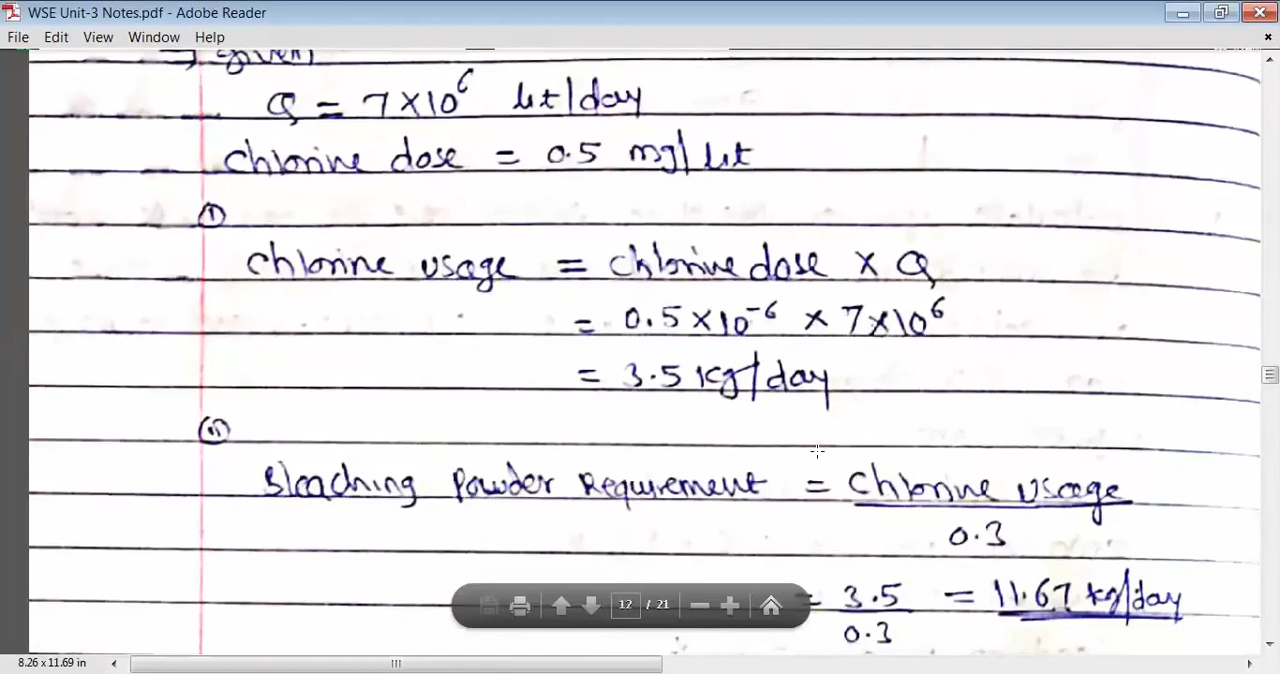 WSE Unit-3 Notes.pdf - Adobe Reader
File Edit View Window Help
→ given
Q = 7×10⁶ lit/day
Chlorine dose = 0.5 mg/lit
(i)
Chlorine usage = Chlorine dose × Q
= 0.5×10⁻⁶ × 7×10⁶
= 3.5 kg/day
(ii)
Bleaching Powder Requirement = Chlorine usage
0.3
= 3.5 = 11.67 kg/day
0.3
12 / 21
8.26 x 11.69 in